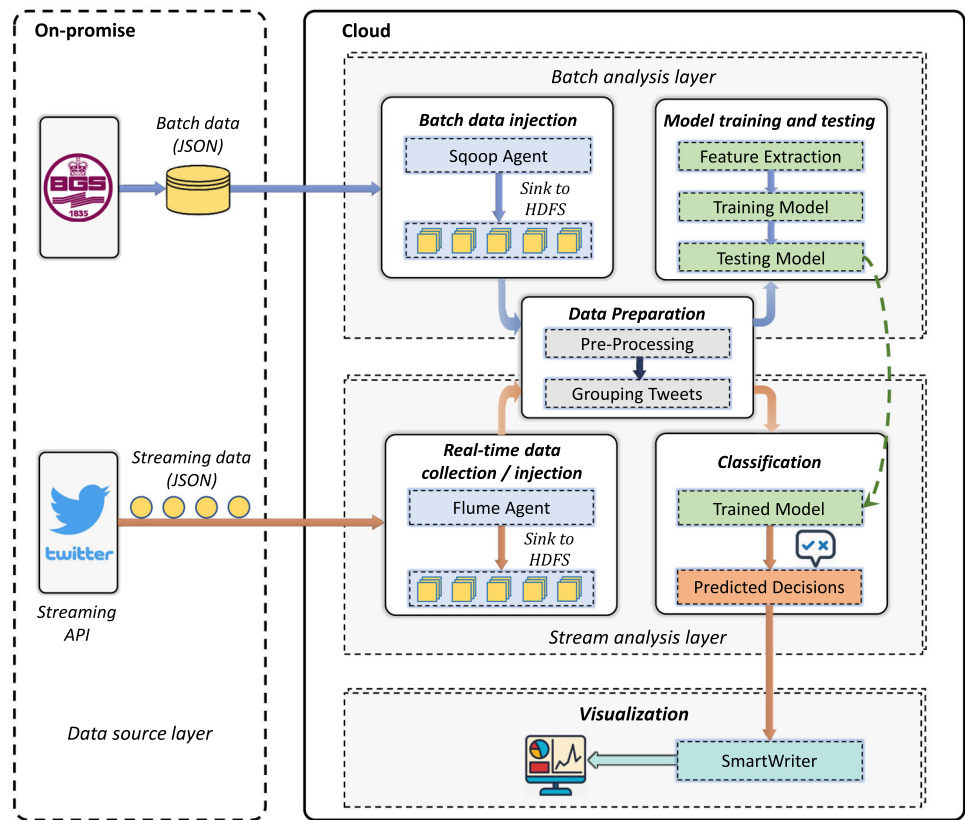 On-promise
Batch data
(JSON)
BGS
1835
Streaming data
(JSON)
twitter
Streaming
API
Data source layer
Cloud
Batch analysis layer
Batch data injection
Sqoop Agent
Sink to
HDFS
Model training and testing
Feature Extraction
Training Model
Testing Model
Data Preparation
Pre-Processing
Grouping Tweets
Real-time data
collection / injection
Flume Agent
Sink to
HDFS
Classification
Trained Model
Predicted Decisions
Stream analysis layer
Visualization
SmartWriter